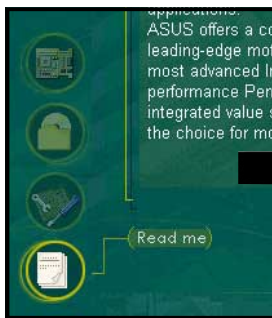 applications.
ASUS offers a co
leading-edge mot
most advanced In
performance Pen
integrated value s
the choice for mo
Read me